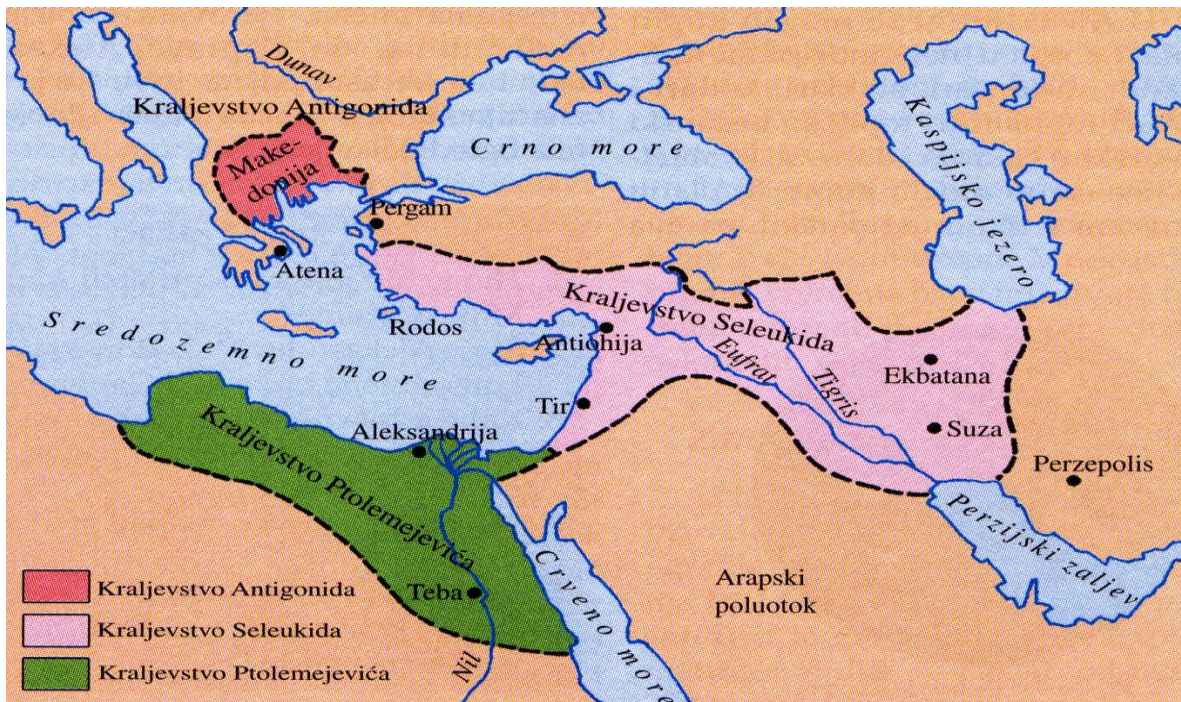 Dunav
Kraljevstvo Antigonida
Make-
donija
Crno more
Kaspijsko jezero
Pergam
Atena
Rodos
Sredozemno more
Kraljevstvo Seleukida
Antiohija
Eufrat
Tigris
Ekbatana
Tir
Suza
Perzepolis
Aleksandrija
Kraljevstvo Ptolemejevića
Perzijski zaljev
Teba
Nil
Crveno more
Arapski
poluotok
Kraljevstvo Antigonida
Kraljevstvo Seleukida
Kraljevstvo Ptolemejevića